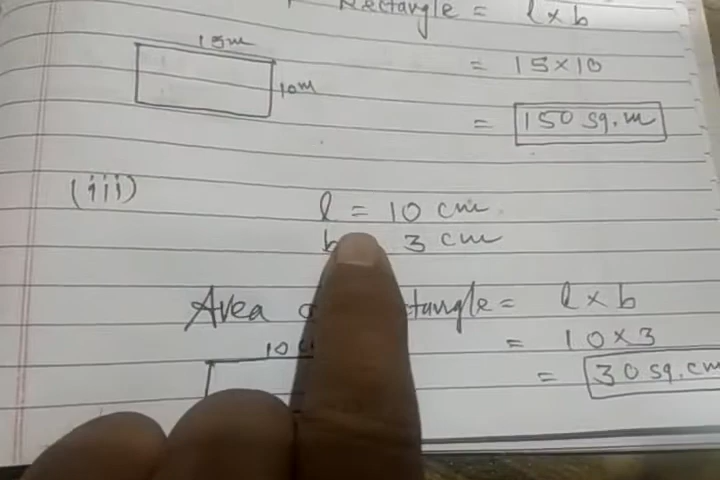 Rectangle = l × b
15m
= 15 × 10
10m
= 150 sq.m
(iii) l = 10 cm
b 3 cm
Area tangle = l × b
= 10 × 3
10
= 30 sq.cm